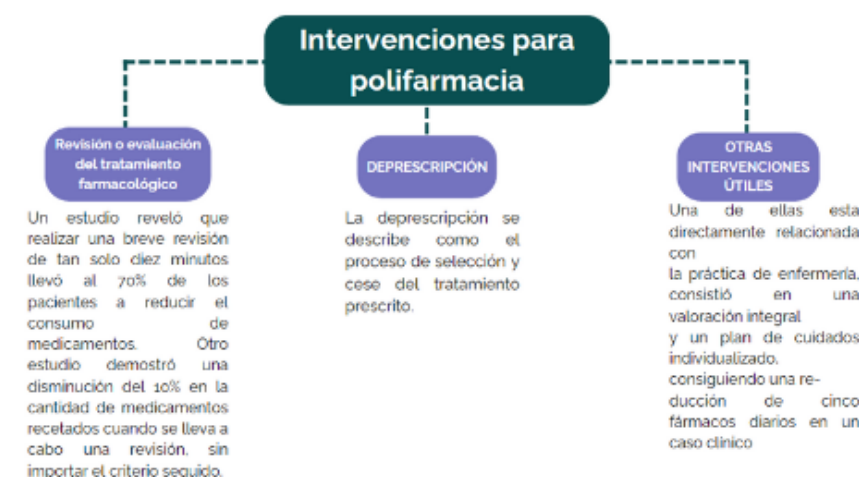 Intervenciones para
polifarmacia
Revisión o evaluación
del tratamiento
farmacológico
Un estudio reveló que
realizar una breve revisión
de tan solo diez minutos
llevó al 70% de los
pacientes a reducir el
consumo de
medicamentos. Otro
estudio demostró una
disminución del 10% en la
cantidad de medicamentos
recetados cuando se lleva a
cabo una revisión, sin
importar el criterio seguido.
DEPRESCRIPCIÓN
La deprescripción se
describe como el
proceso de selección y
cese del tratamiento
prescrito.
OTRAS
INTERVENCIONES
ÚTILES
Una de ellas esta
directamente relacionada
con
la práctica de enfermería,
consistió en una
valoración integral
y un plan de cuidados
individualizado,
consiguiendo una re-
ducción de cinco
fármacos diarios en un
caso clínico